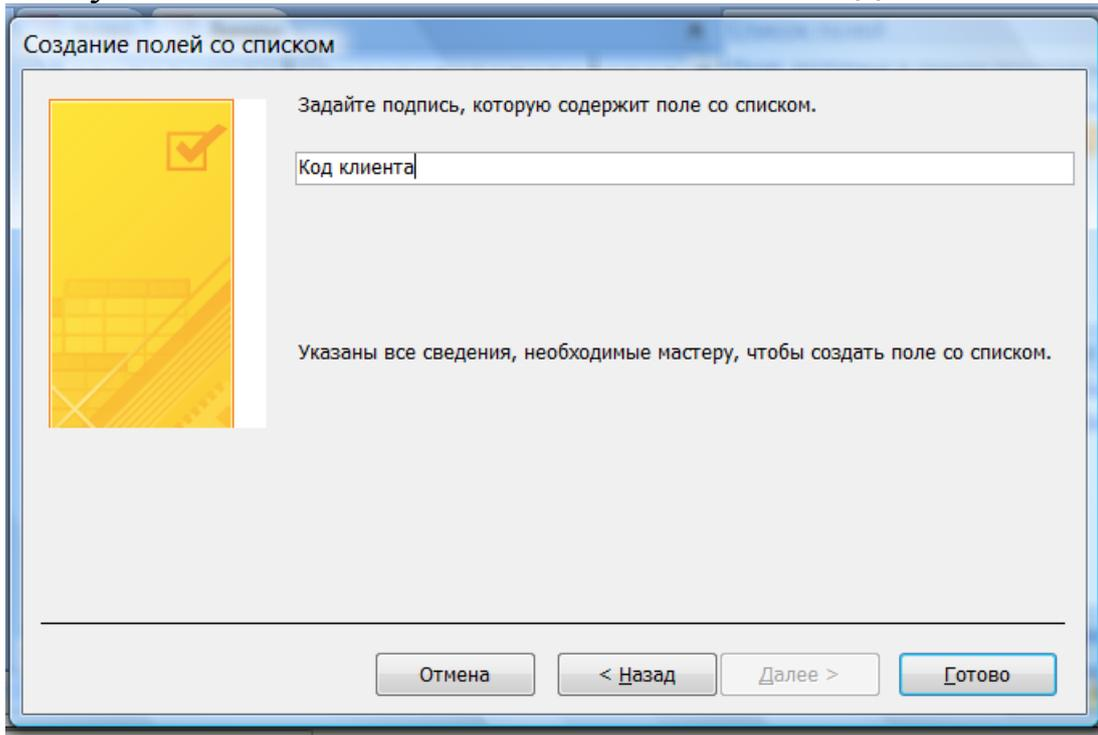 Создание полей со списком
Задайте подпись, которую содержит поле со списком.
Код клиента
Указаны все сведения, необходимые мастеру, чтобы создать поле со списком.
Отмена
< Назад
Далее >
Готово